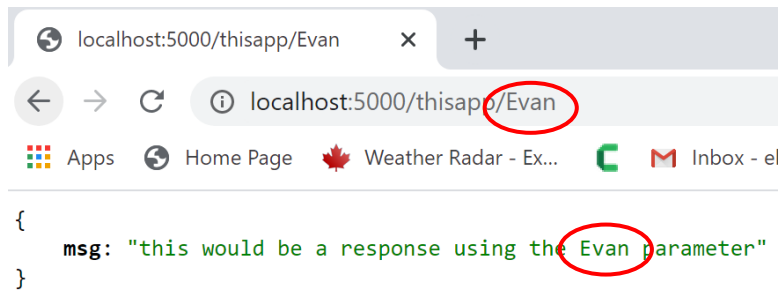 localhost:5000/thisapp/Evan
localhost:5000/thisapp/Evan
Apps Home Page Weather Radar - Ex... Inbox - el
{
msg: "this would be a response using the Evan parameter"
}